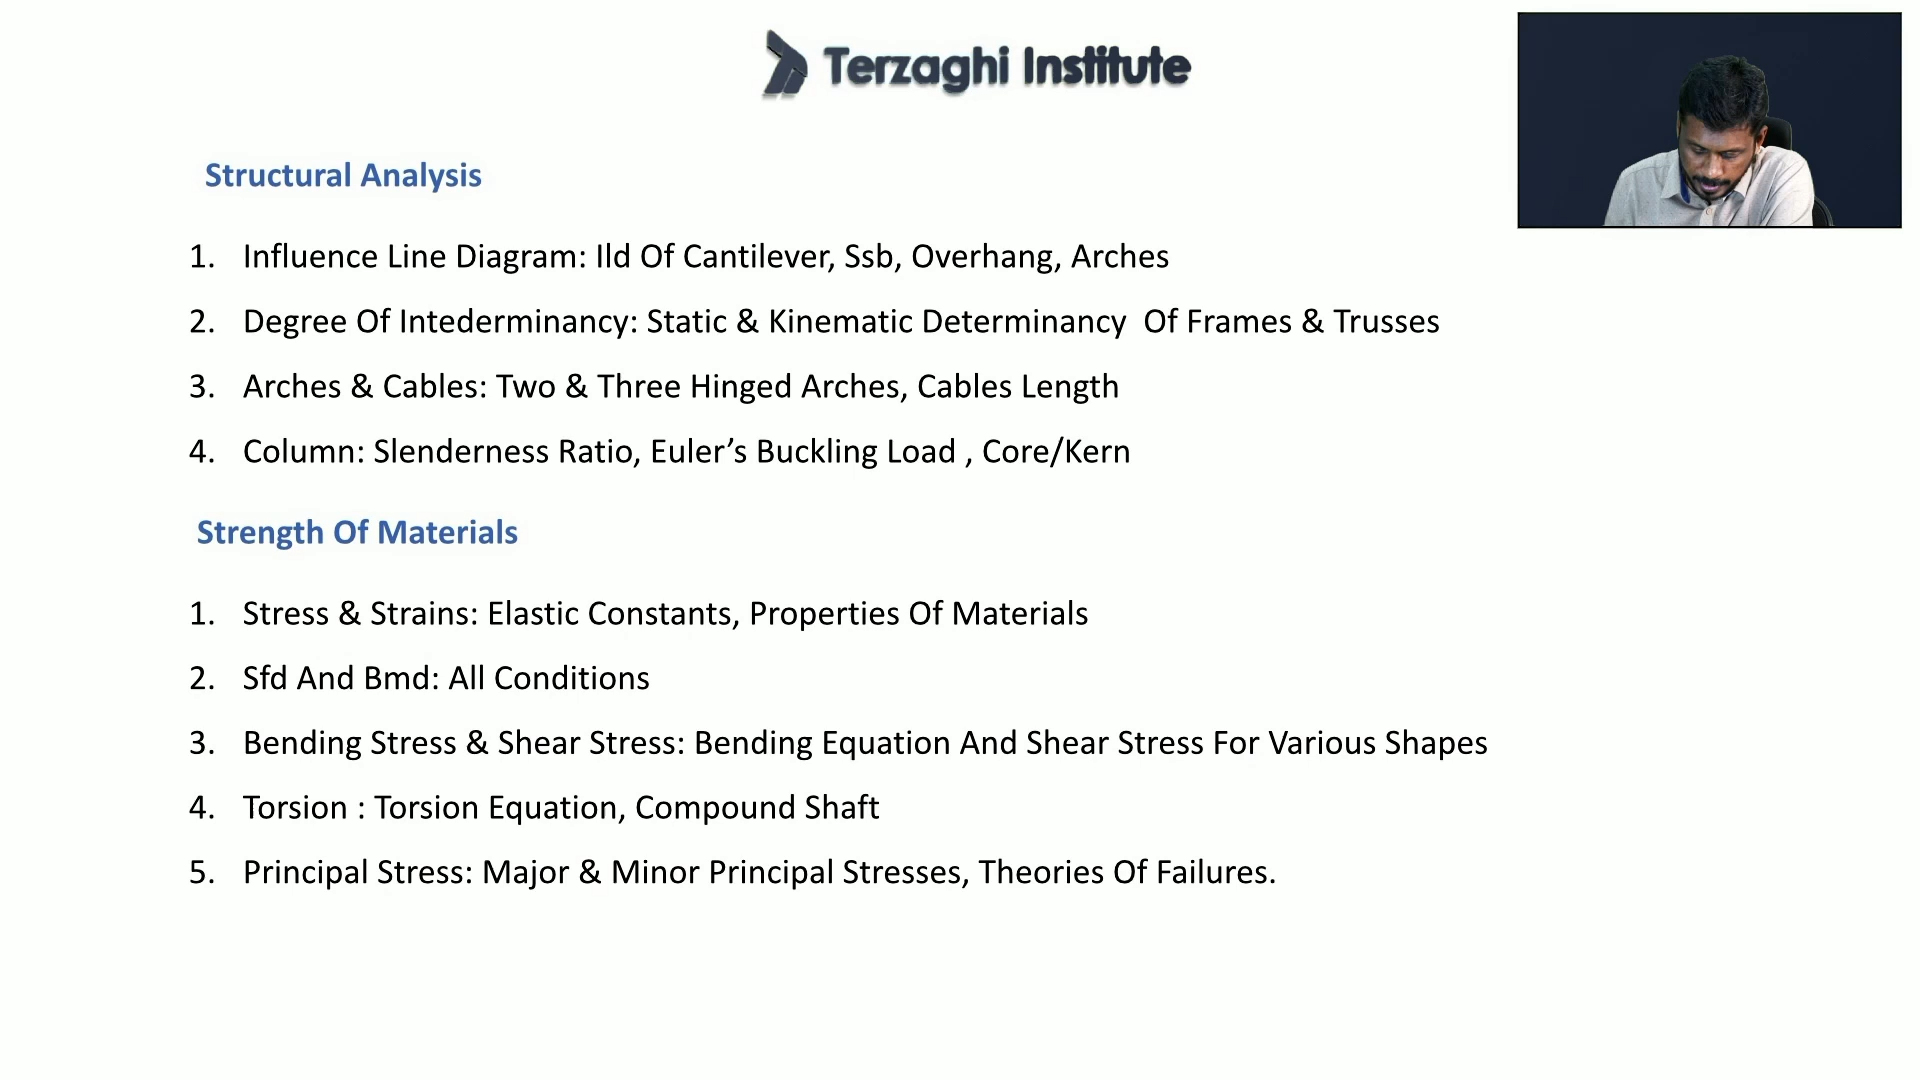 Terzaghi Institute
Structural Analysis
1. Influence Line Diagram: Ild Of Cantilever, Ssb, Overhang, Arches
2. Degree Of Intederminancy: Static & Kinematic Determinancy Of Frames & Trusses
3. Arches & Cables: Two & Three Hinged Arches, Cables Length
4. Column: Slenderness Ratio, Euler’s Buckling Load , Core/Kern
Strength Of Materials
1. Stress & Strains: Elastic Constants, Properties Of Materials
2. Sfd And Bmd: All Conditions
3. Bending Stress & Shear Stress: Bending Equation And Shear Stress For Various Shapes
4. Torsion : Torsion Equation, Compound Shaft
5. Principal Stress: Major & Minor Principal Stresses, Theories Of Failures.